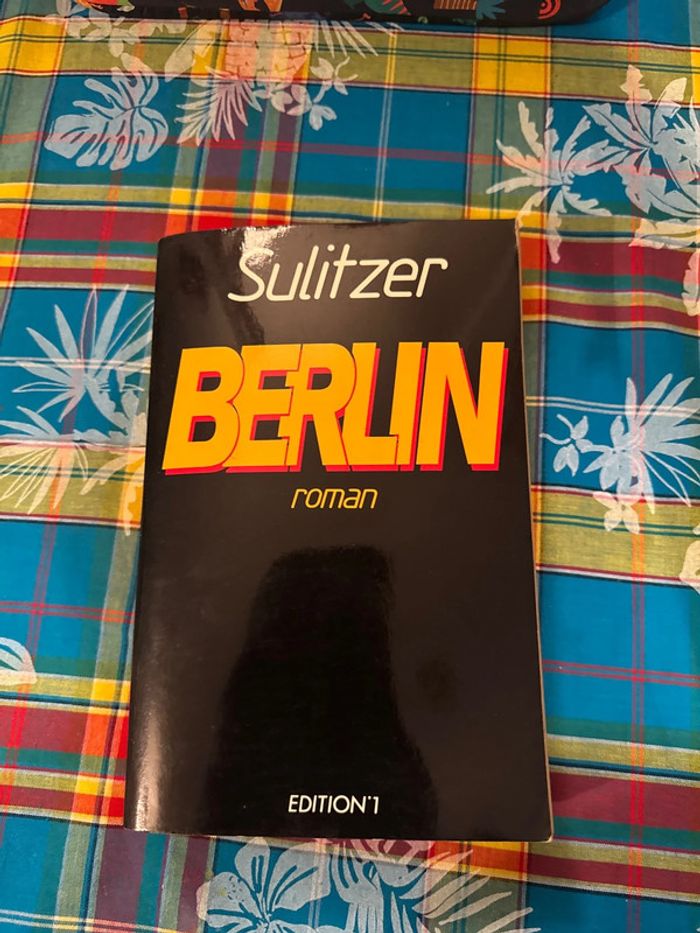 Sulitzer
BERLIN
roman
EDITION°1